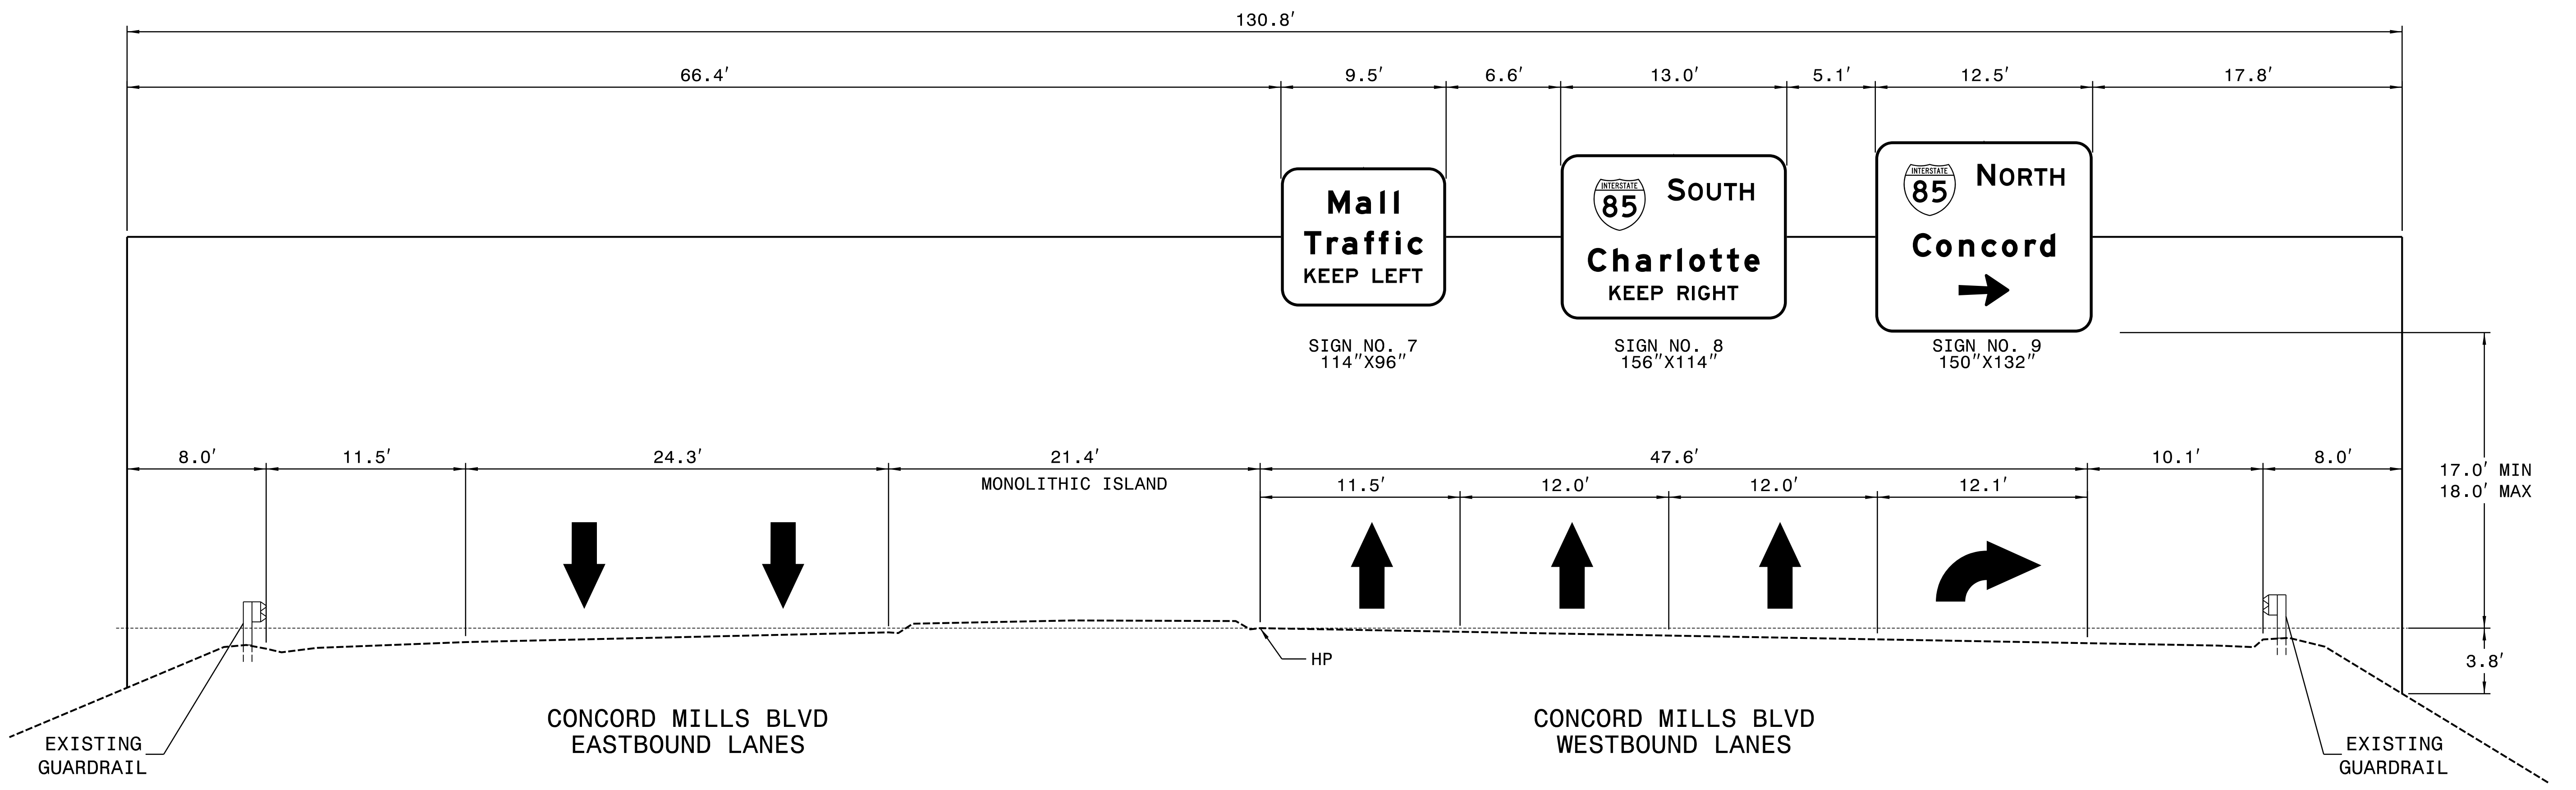 130.8′
66.4′ 9.5′ 6.6′ 13.0′ 5.1′ 12.5′ 17.8′
Mall
Traffic
KEEP LEFT
INTERSTATE
85 SOUTH
Charlotte
KEEP RIGHT
INTERSTATE
85 NORTH
Concord
SIGN NO. 7
114″X96″
SIGN NO. 8
156″X114″
SIGN NO. 9
150″X132″
8.0′ 11.5′ 24.3′ 21.4′ 47.6′ 10.1′ 8.0′
MONOLITHIC ISLAND
11.5′ 12.0′ 12.0′ 12.1′
17.0′ MIN
18.0′ MAX
HP
3.8′
CONCORD MILLS BLVD
EASTBOUND LANES
CONCORD MILLS BLVD
WESTBOUND LANES
EXISTING
GUARDRAIL
EXISTING
GUARDRAIL